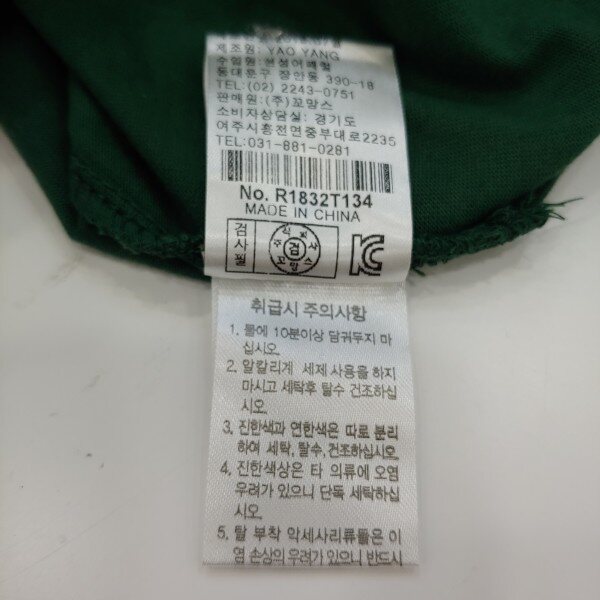 제조원: YAO YANG
수입원: 현성어패럴
동대문구 장안동 390-18
TEL:(02) 2243-0751
판매원: (주)꼬망스
소비자상담실: 경기도
여주시흥천면중부대로2235
TEL:031-881-0281
No. R1832T134
MADE IN CHINA
검사필
검
취급시 주의사항
1. 물에 10분이상 담궈두지 마
십시오.
2. 알칼리계 세제 사용을 하지
마시고 세탁후 탈수 건조하십
시오.
3. 진한색과 연한색은 따로 분리
하여 세탁, 탈수, 건조하십시오.
4. 진한색상은 타 의류에 오염
우려가 있으니 단독 세탁하십
시오.
5. 탈 부착 악세사리류들은 이
염 손상의 우려가 있으니 반드시